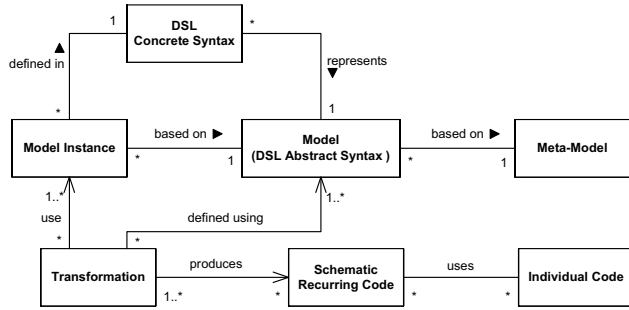 1
DSL
Concrete Syntax
*
defined in
represents
*
1
Model Instance
based on
*
1
Model
(DSL Abstract Syntax )
based on
*
1
Meta-Model
1..*
use
*
defined using
*
1..*
Transformation
produces
1..*
*
Schematic
Recurring Code
uses
*
*
Individual Code